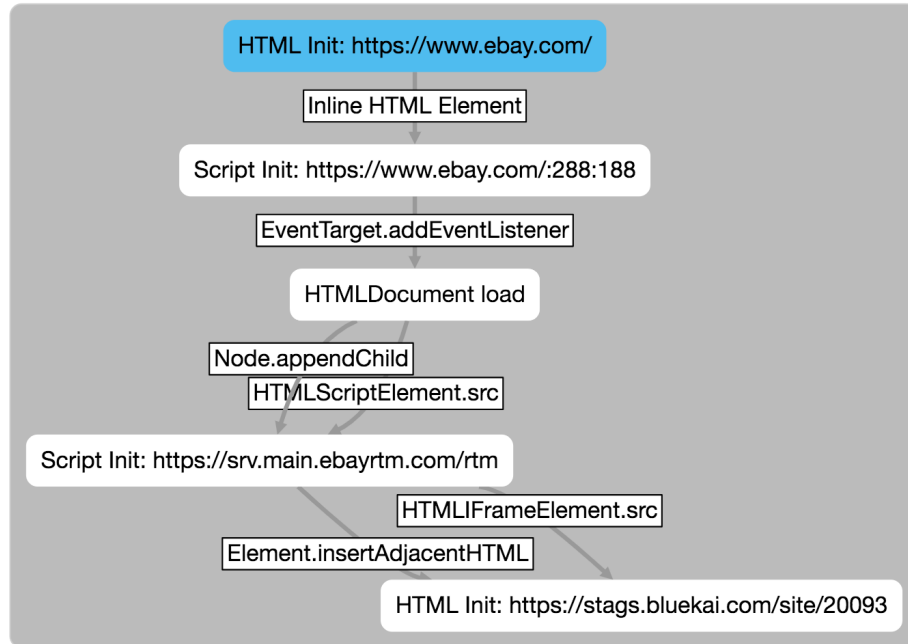 HTML Init: https://www.ebay.com/
Inline HTML Element
Script Init: https://www.ebay.com/:288:188
EventTarget.addEventListener
HTMLDocument load
Node.appendChild
HTMLScriptElement.src
Script Init: https://srv.main.ebayrtm.com/rtm
HTMLIFrameElement.src
Element.insertAdjacentHTML
HTML Init: https://stags.bluekai.com/site/20093